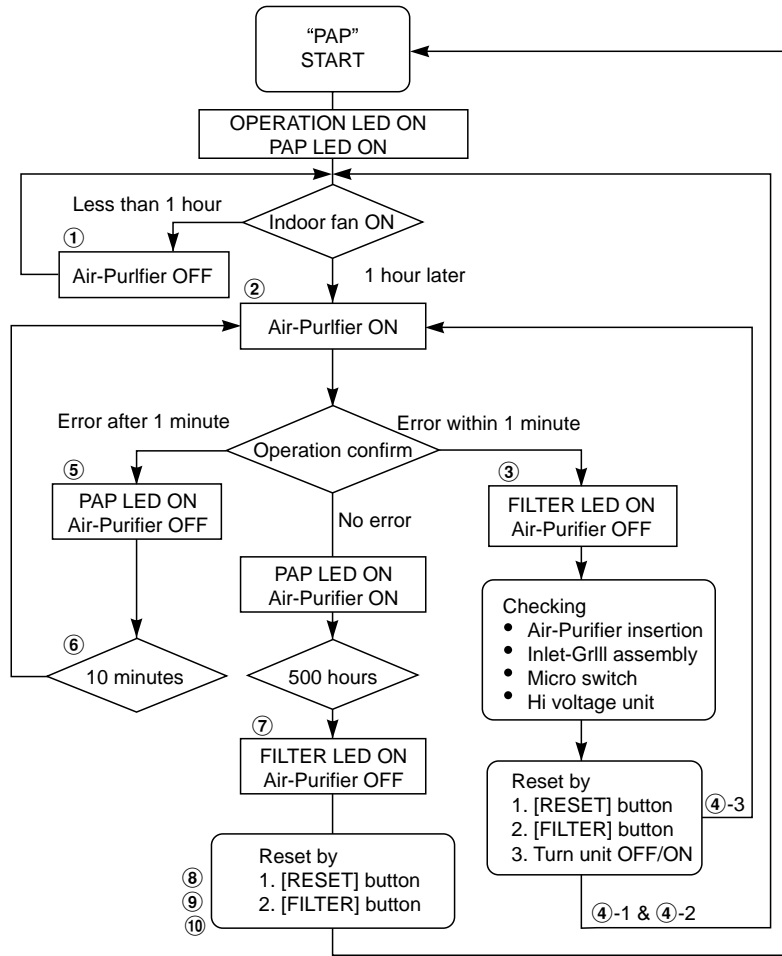 “PAP”
START
OPERATION LED ON
PAP LED ON
Less than 1 hour
Indoor fan ON
①
Air-Purlfier OFF
1 hour later
②
Air-Purlfier ON
Error after 1 minute
Error within 1 minute
Operation confirm
⑤
PAP LED ON
Air-Purifier OFF
③
FILTER LED ON
Air-Purifier OFF
No error
PAP LED ON
Air-Purifier ON
Checking
• Air-Purifier insertion
• Inlet-Grlll assembly
• Micro switch
• Hi voltage unit
⑥
10 minutes
500 hours
⑦
FILTER LED ON
Air-Purifier OFF
Reset by
1. [RESET] button
2. [FILTER] button
3. Turn unit OFF/ON
④-3
Reset by
1. [RESET] button
2. [FILTER] button
⑧
⑨
⑩
④-1 & ④-2